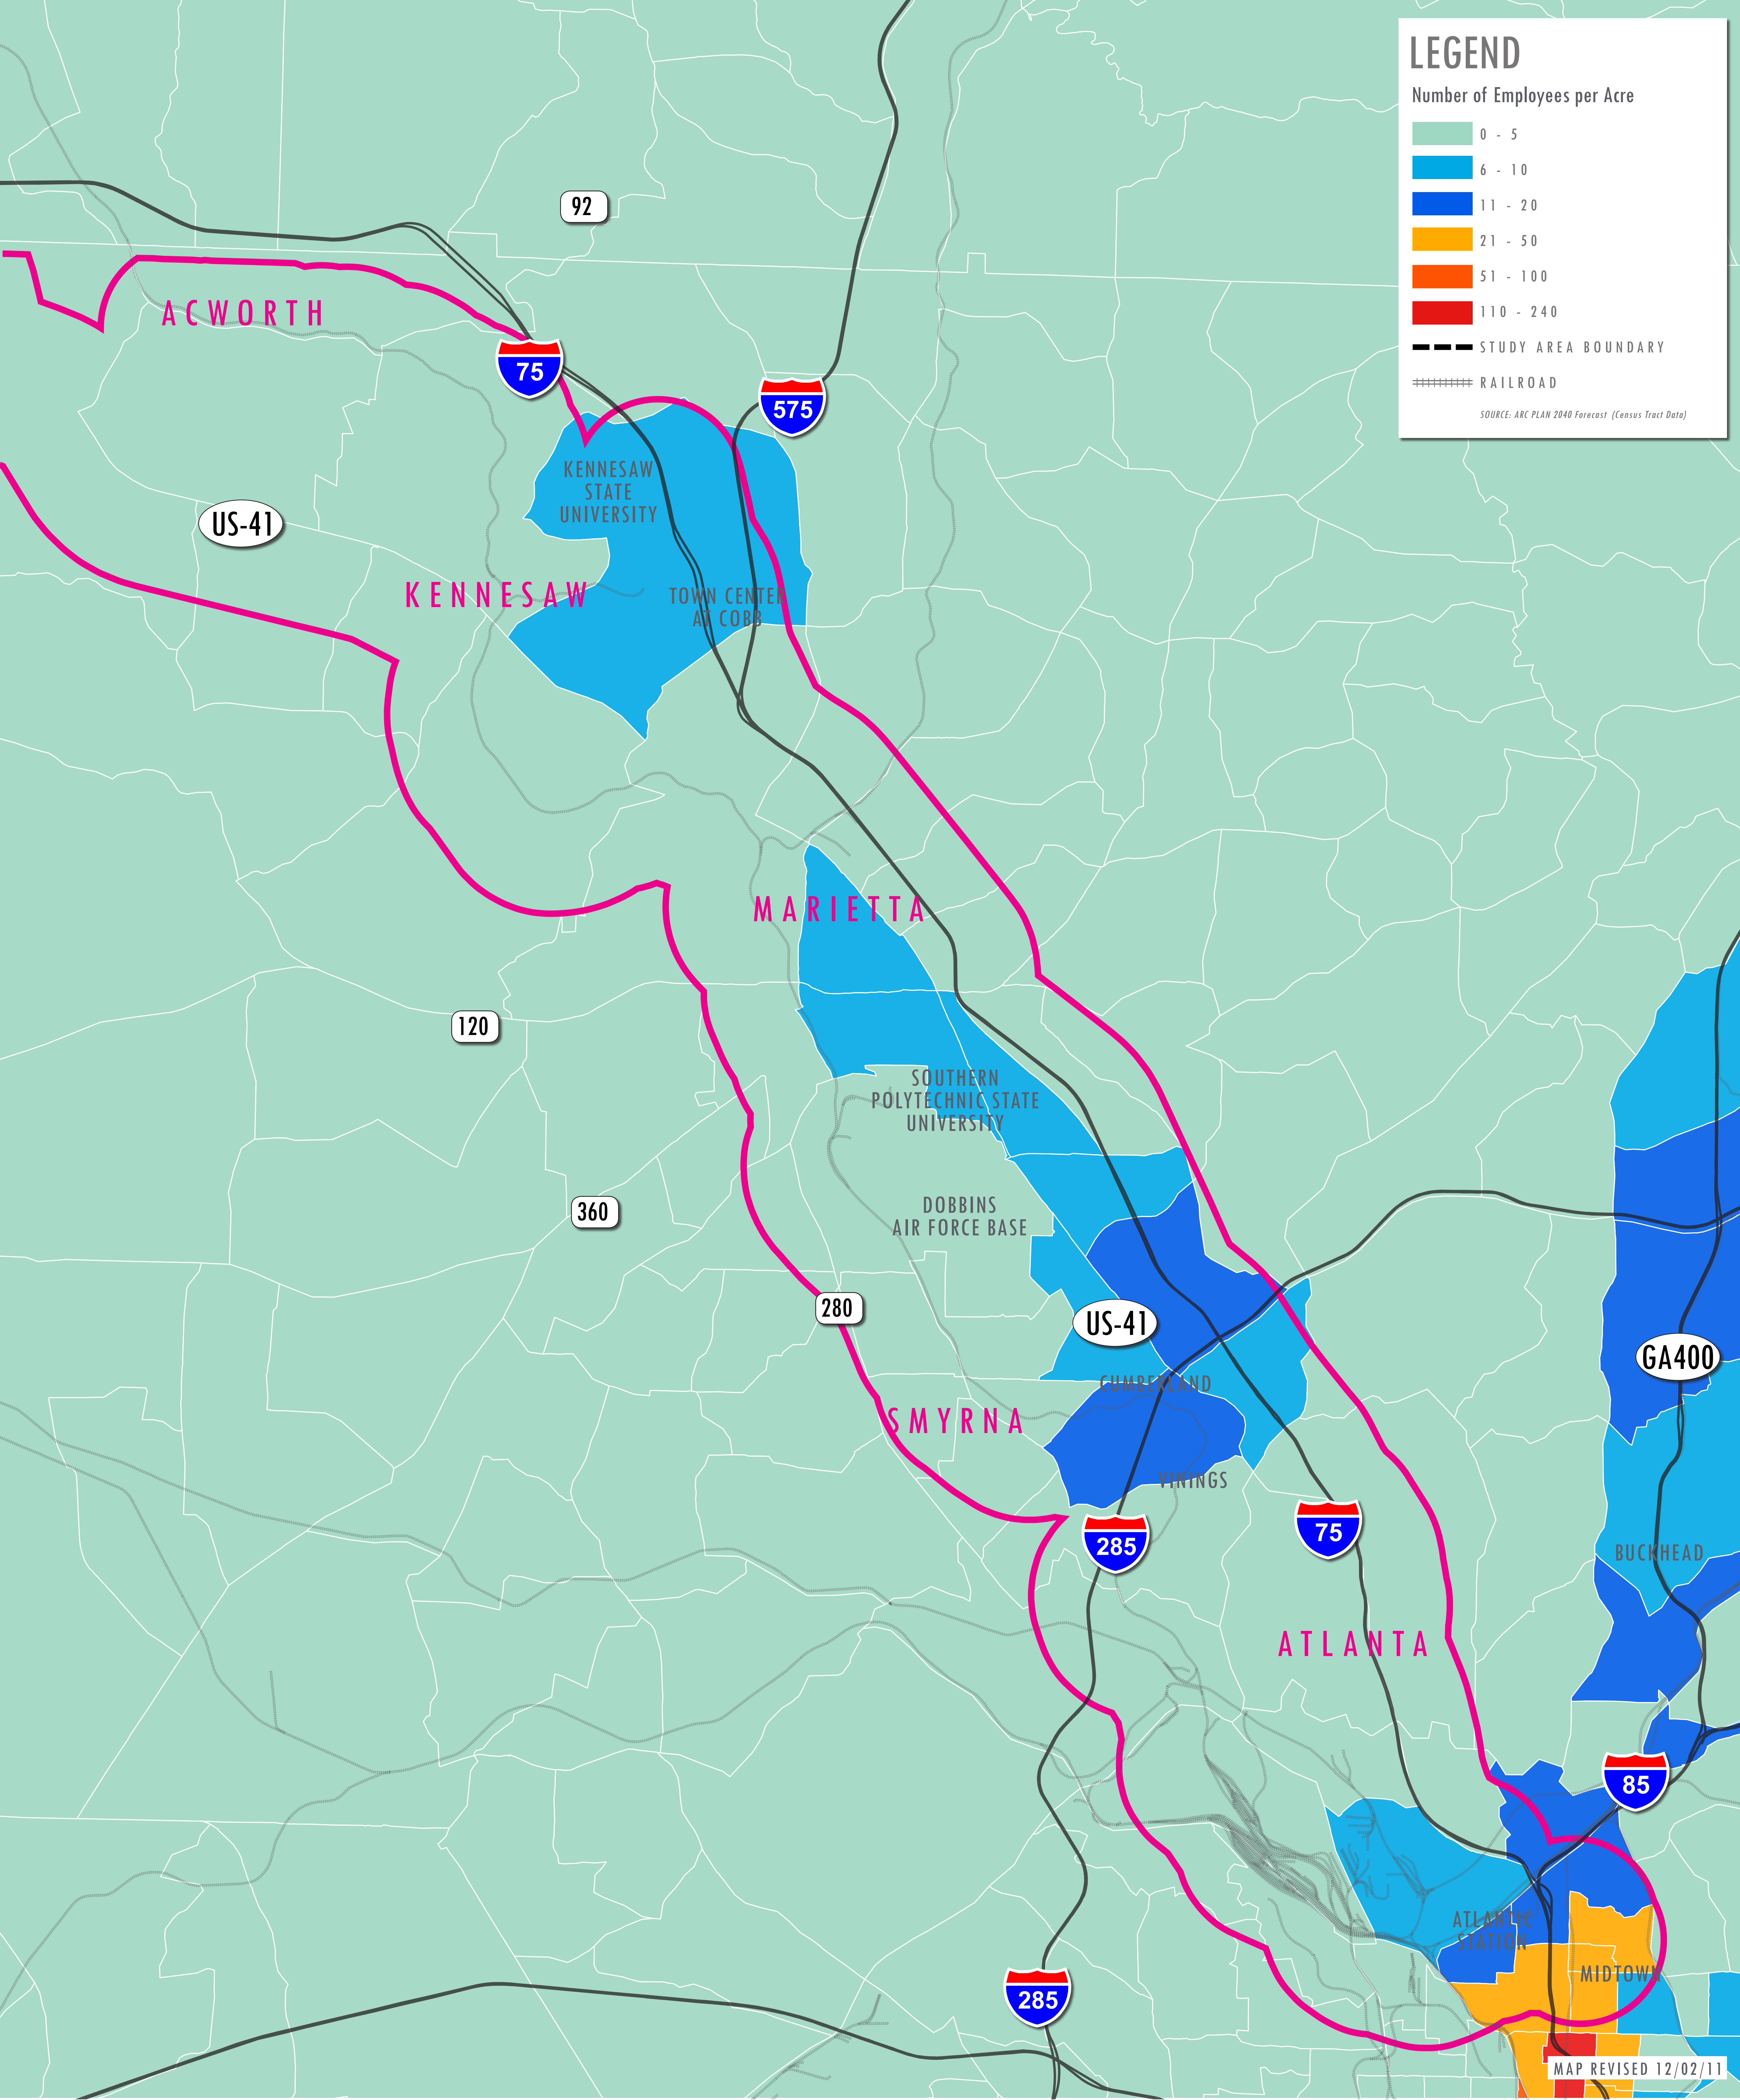 LEGEND
Number of Employees per Acre
0 - 5
6 - 10
11 - 20
21 - 50
51 - 100
110 - 240
STUDY AREA BOUNDARY
RAILROAD
SOURCE: ARC PLAN 2040 Forecast (Census Tract Data)
92
ACWORTH
75
575
KENNESAW
STATE
UNIVERSITY
US-41
KENNESAW
TOWN CENTER
AT COBB
MARIETTA
120
SOUTHERN
POLYTECHNIC STATE
UNIVERSITY
360
DOBBINS
AIR FORCE BASE
280
US-41
GA400
CUMBERLAND
SMYRNA
VININGS
75
285
BUCKHEAD
ATLANTA
85
ATLANTIC
STATION
MIDTOWN
285
MAP REVISED 12/02/11